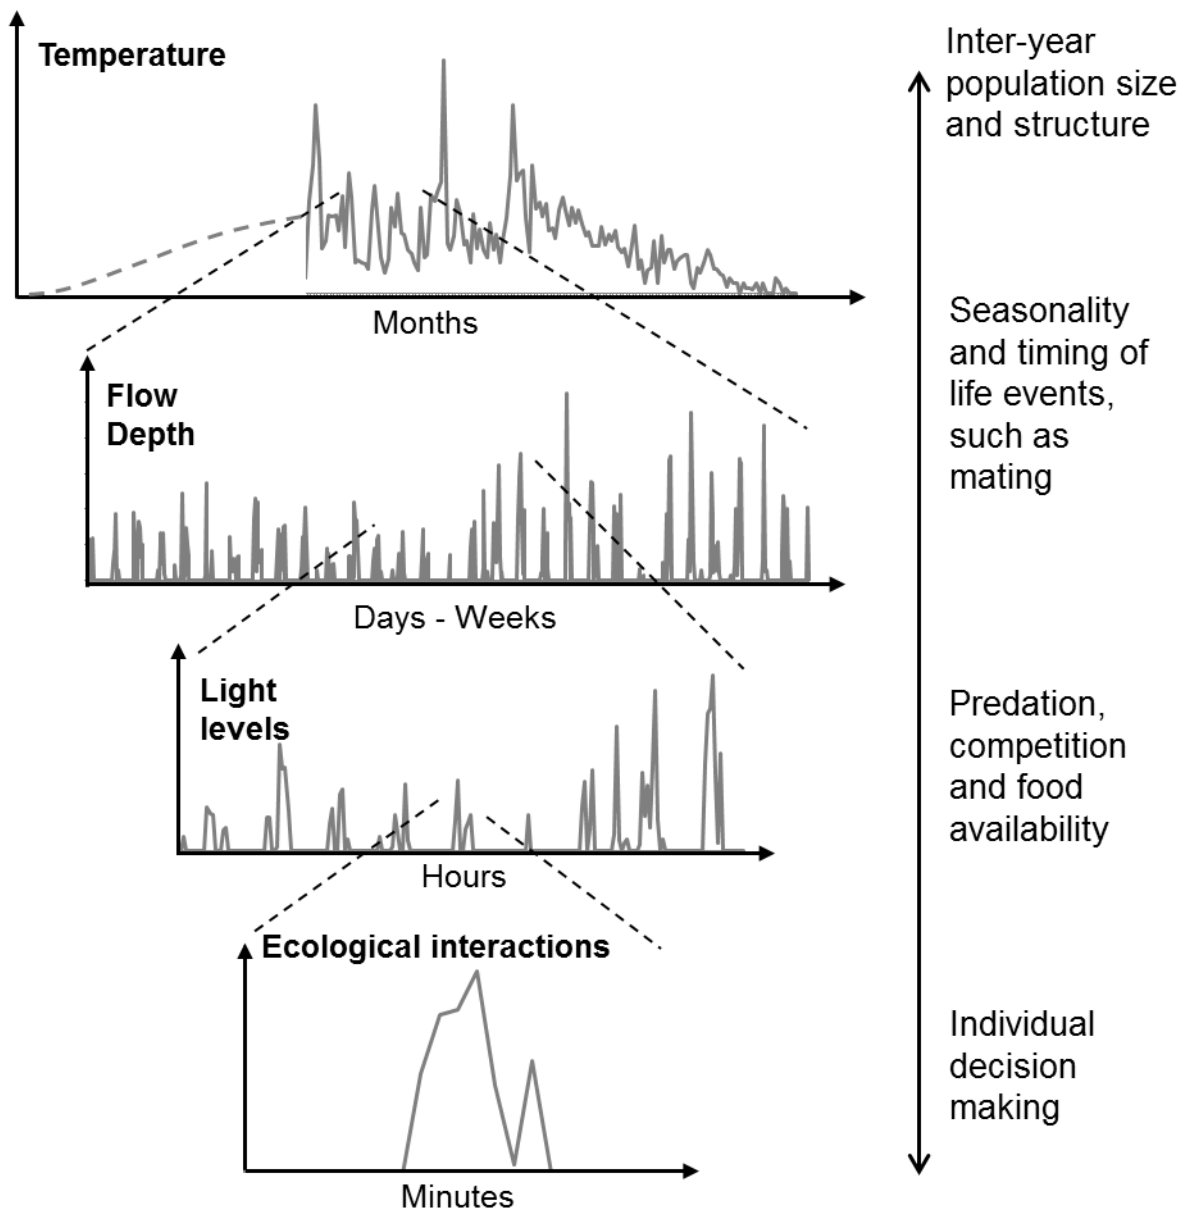 Temperature
Months
Flow
Depth
Days - Weeks
Light
levels
Hours
Ecological interactions
Minutes
Inter-year
population size
and structure
Seasonality
and timing of
life events,
such as
mating
Predation,
competition
and food
availability
Individual
decision
making